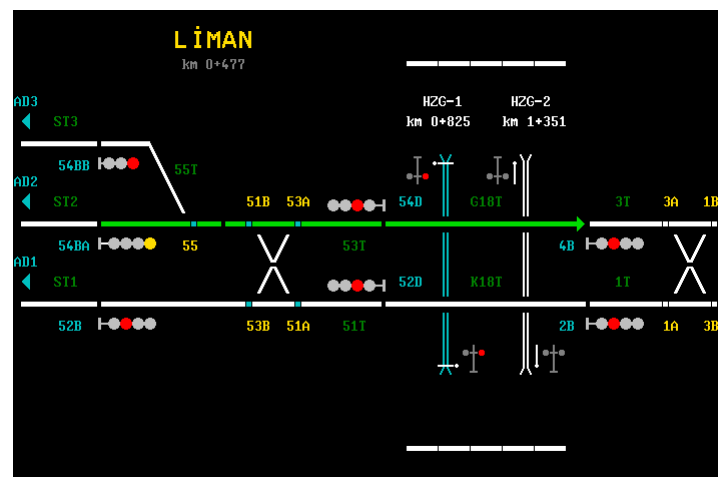 LİMAN
km 0+477
AD3
HZG-1 HZG-2
ST3
km 0+825 km 1+351
54BB
55T
AD2
ST2 51B 53A 54D G18T 3T 3A 1B
54BA 55 53T 4B
AD1
ST1 52D K18T 1T
52B 53B 51A 51T 2B 1A 3B